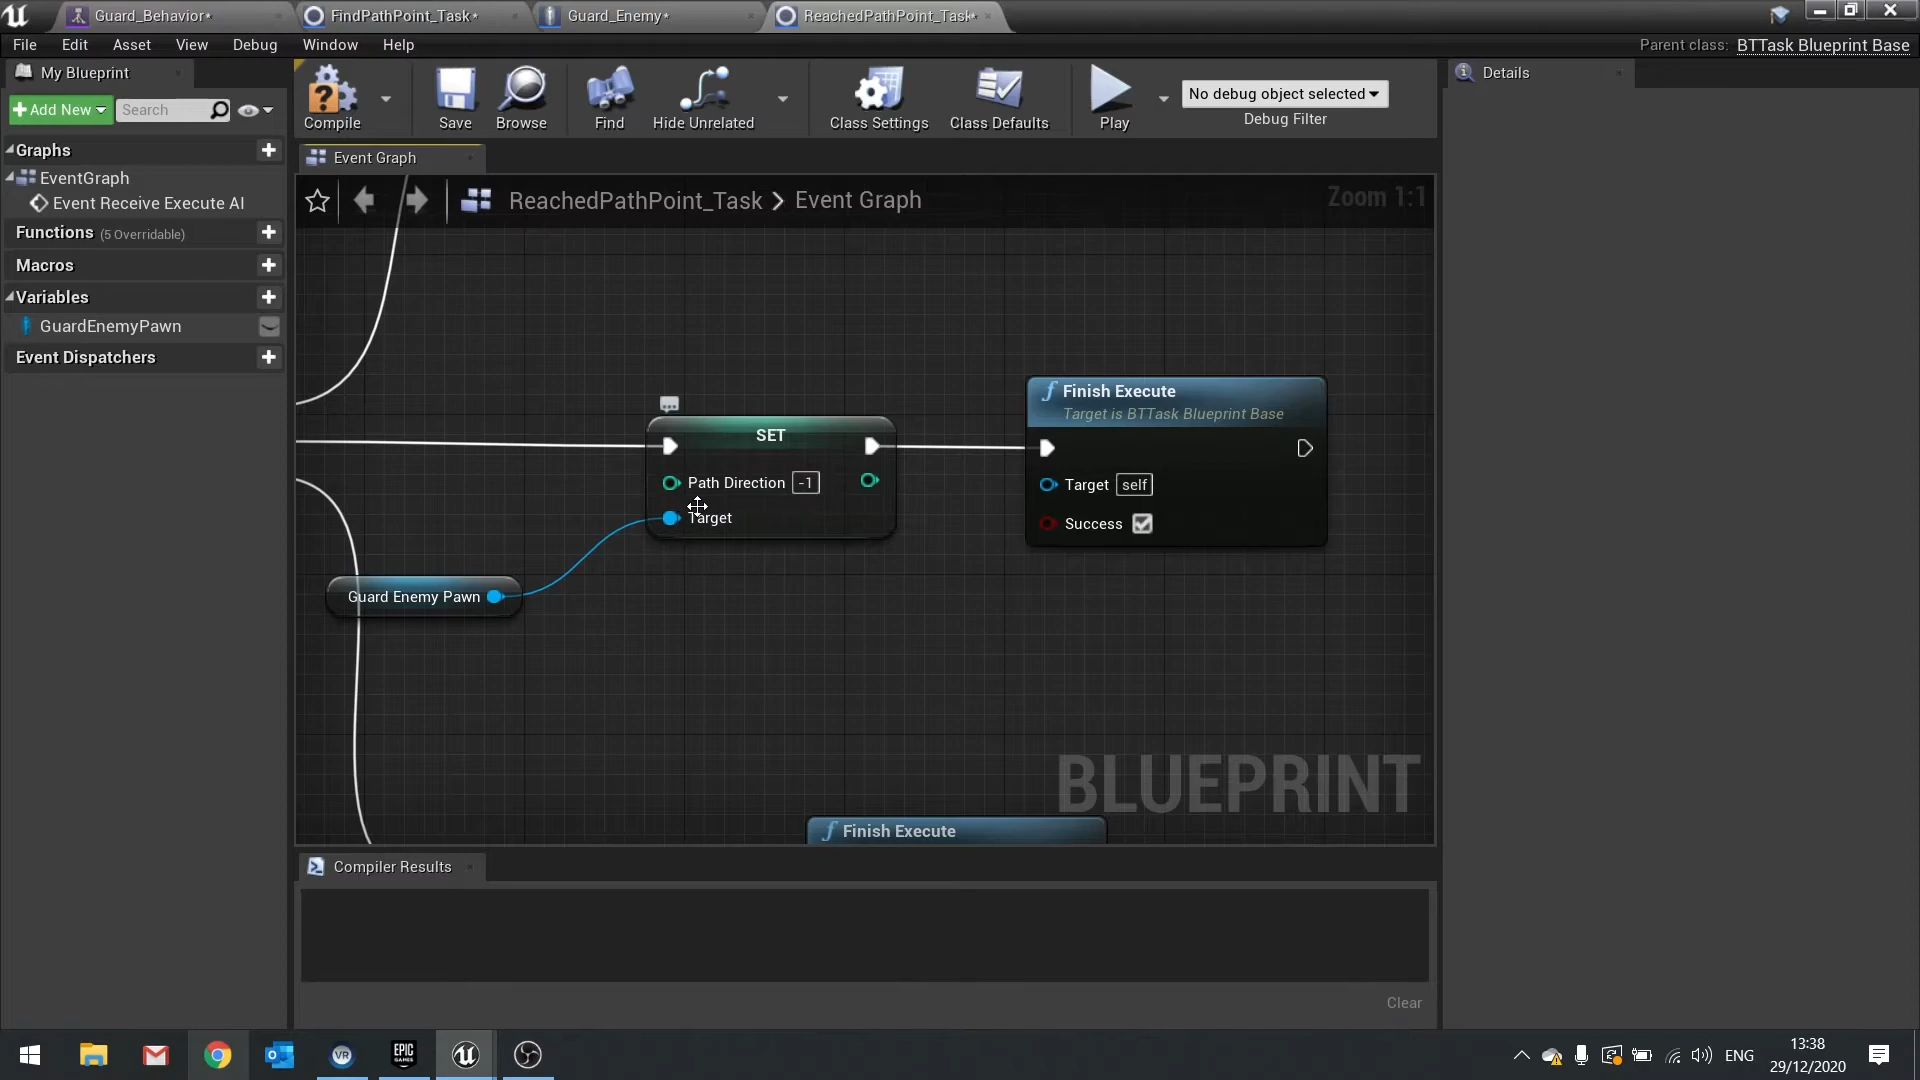 Guard_Behavior*
FindPathPoint_Task*
Guard_Enemy*
ReachedPathPoint_Task*
File
Edit
Asset
View
Debug
Window
Help
Parent class: BTTask Blueprint Base
My Blueprint
Details
Add New
Search
Compile
Save
Browse
Find
Hide Unrelated
Class Settings
Class Defaults
Play
No debug object selected
Debug Filter
Graphs
EventGraph
Event Receive Execute AI
Functions (5 Overridable)
Macros
Variables
GuardEnemyPawn
Event Dispatchers
Event Graph
ReachedPathPoint_Task > Event Graph
Zoom 1:1
SET
Path Direction -1
Target
Guard Enemy Pawn
Finish Execute
Target is BTTask Blueprint Base
Target self
Success
BLUEPRINT
Finish Execute
Compiler Results
Clear
VR
EPIC GAMES
ENG
13:38
29/12/2020